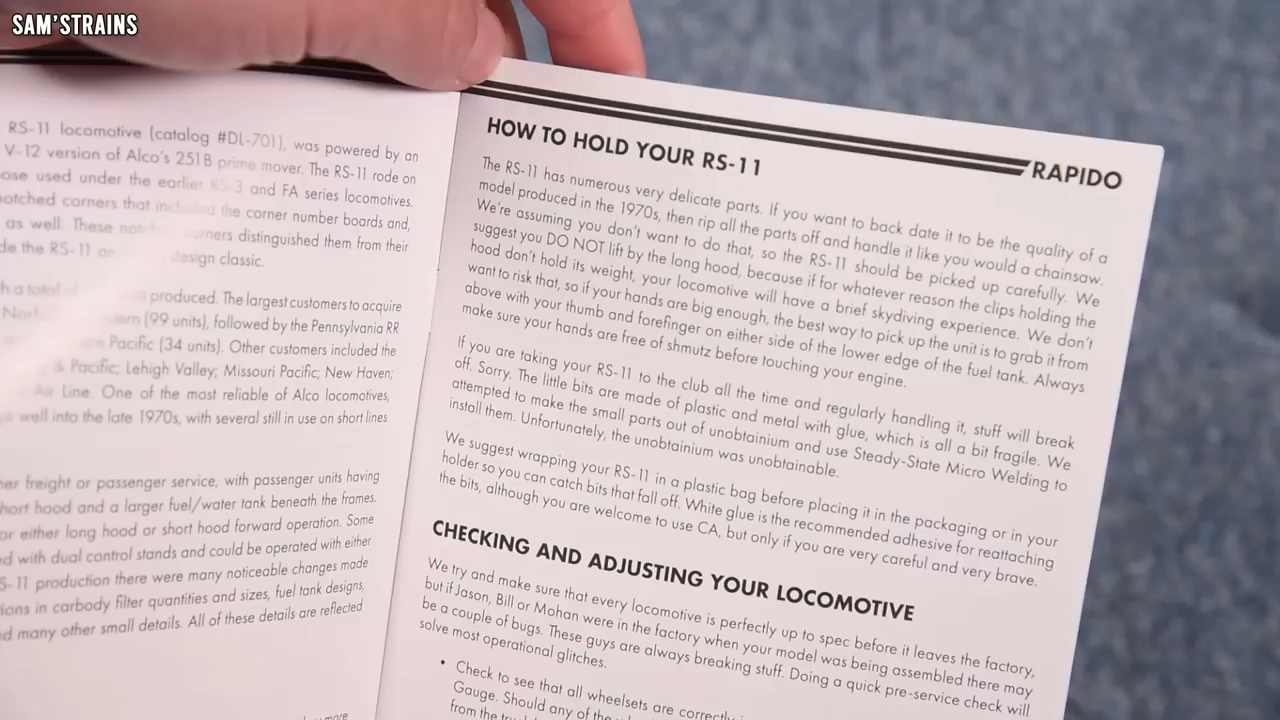 SAM'STRAINS
RS-11 locomotive (catalog #DL-701), was powered by an
V-12 version of Alco's 251B prime mover. The RS-11 rode on
ose used under the earlier RS-3 and FA series locomotives.
notched corners that included the corner number boards and,
as well. These corners distinguished them from their
de the RS-11 design classic.
h a total produced. The largest customers to acquire
(99 units), followed by the Pennsylvania RR
Pacific (34 units). Other customers included the
& Pacific; Lehigh Valley; Missouri Pacific; New Haven;
Air Line. One of the most reliable of Alco locomotives,
well into the late 1970s, with several still in use on short lines
her freight or passenger service, with passenger units having
short hood and a larger fuel/water tank beneath the frames.
or either long hood or short hood forward operation. Some
ed with dual control stands and could be operated with either
S-11 production there were many noticeable changes made
ions in carbody filter quantities and sizes, fuel tank designs,
nd many other small details. All of these details are reflected
more
RAPIDO
HOW TO HOLD YOUR RS-11
The RS-11 has numerous very delicate parts. If you want to back date it to be the quality of a
model produced in the 1970s, then rip all the parts off and handle it like you would a chainsaw.
We're assuming you don't want to do that, so the RS-11 should be picked up carefully. We
suggest you DO NOT lift by the long hood, because if for whatever reason the clips holding the
hood don't hold its weight, your locomotive will have a brief skydiving experience. We don't
want to risk that, so if your hands are big enough, the best way to pick up the unit is to grab it from
above with your thumb and forefinger on either side of the lower edge of the fuel tank. Always
make sure your hands are free of shmutz before touching your engine.
If you are taking your RS-11 to the club all the time and regularly handling it, stuff will break
off. Sorry. The little bits are made of plastic and metal with glue, which is all a bit fragile. We
attempted to make the small parts out of unobtainium and use Steady-State Micro Welding to
install them. Unfortunately, the unobtainium was unobtainable.
We suggest wrapping your RS-11 in a plastic bag before placing it in the packaging or in your
holder so you can catch bits that fall off. White glue is the recommended adhesive for reattaching
the bits, although you are welcome to use CA, but only if you are very careful and very brave.
CHECKING AND ADJUSTING YOUR LOCOMOTIVE
We try and make sure that every locomotive is perfectly up to spec before it leaves the factory,
but if Jason, Bill or Mohan were in the factory when your model was being assembled there may
be a couple of bugs. These guys are always breaking stuff. Doing a quick pre-service check will
solve most operational glitches.
• Check to see that all wheelsets are correctly
Gauge. Should any of the
from the